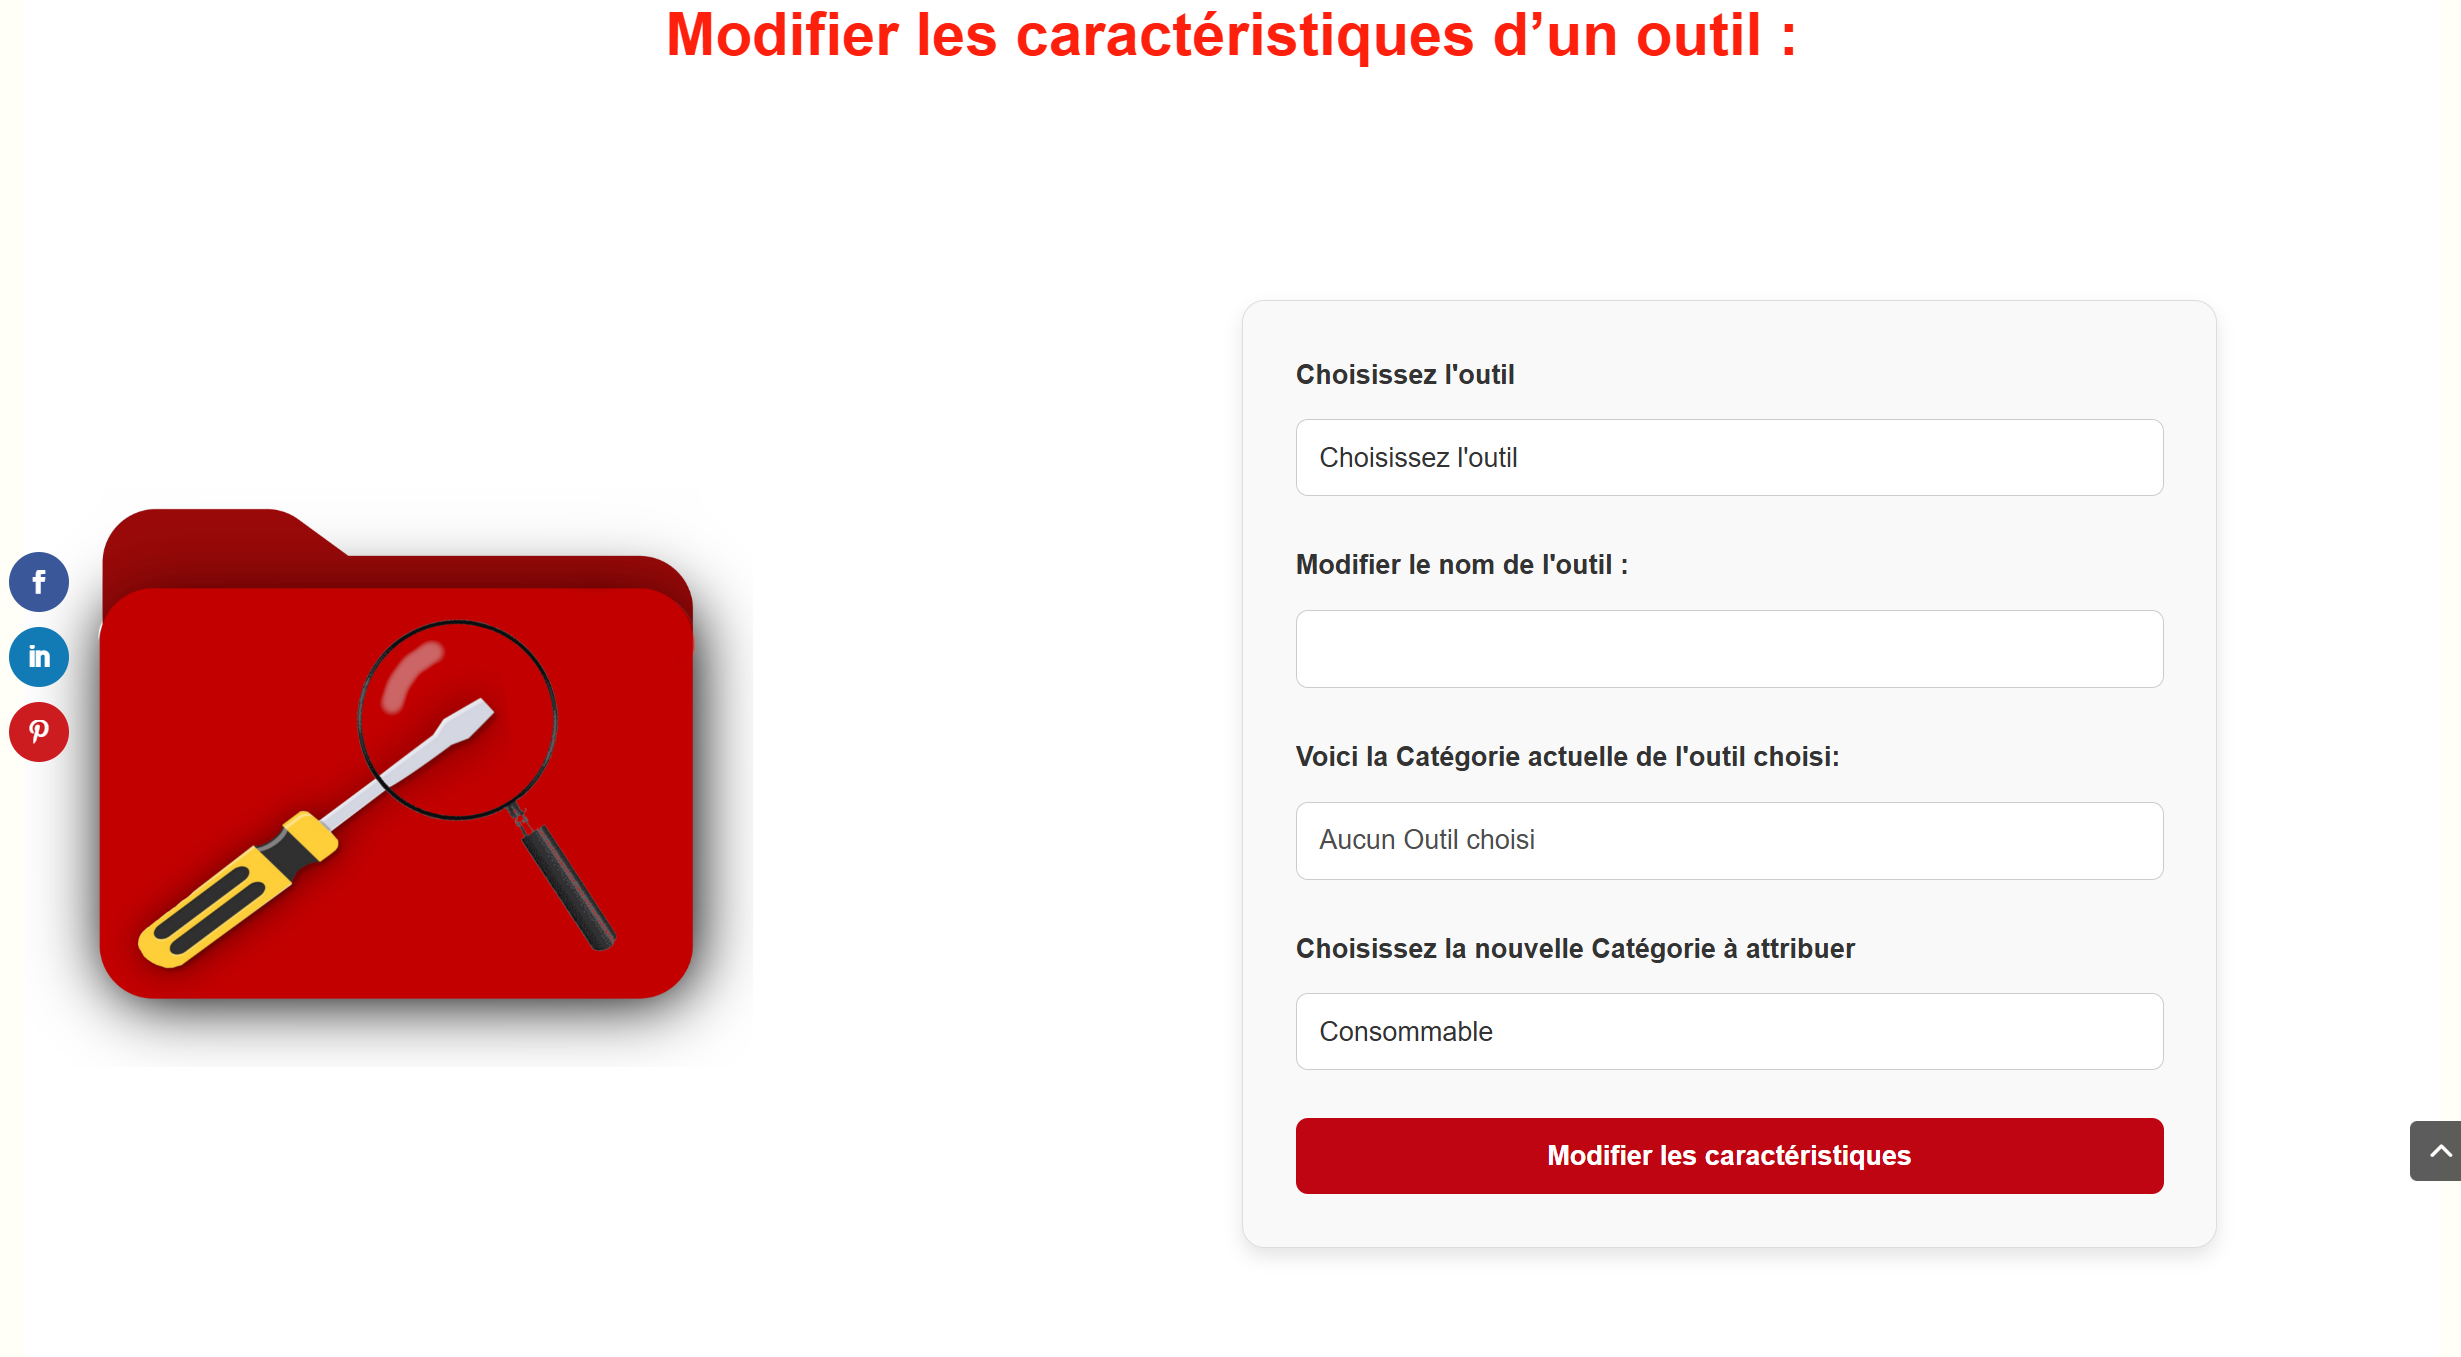 Modifier les caractéristiques d’un outil :
Choisissez l'outil
Choisissez l'outil
Modifier le nom de l'outil :
Voici la Catégorie actuelle de l'outil choisi:
Aucun Outil choisi
Choisissez la nouvelle Catégorie à attribuer
Consommable
Modifier les caractéristiques